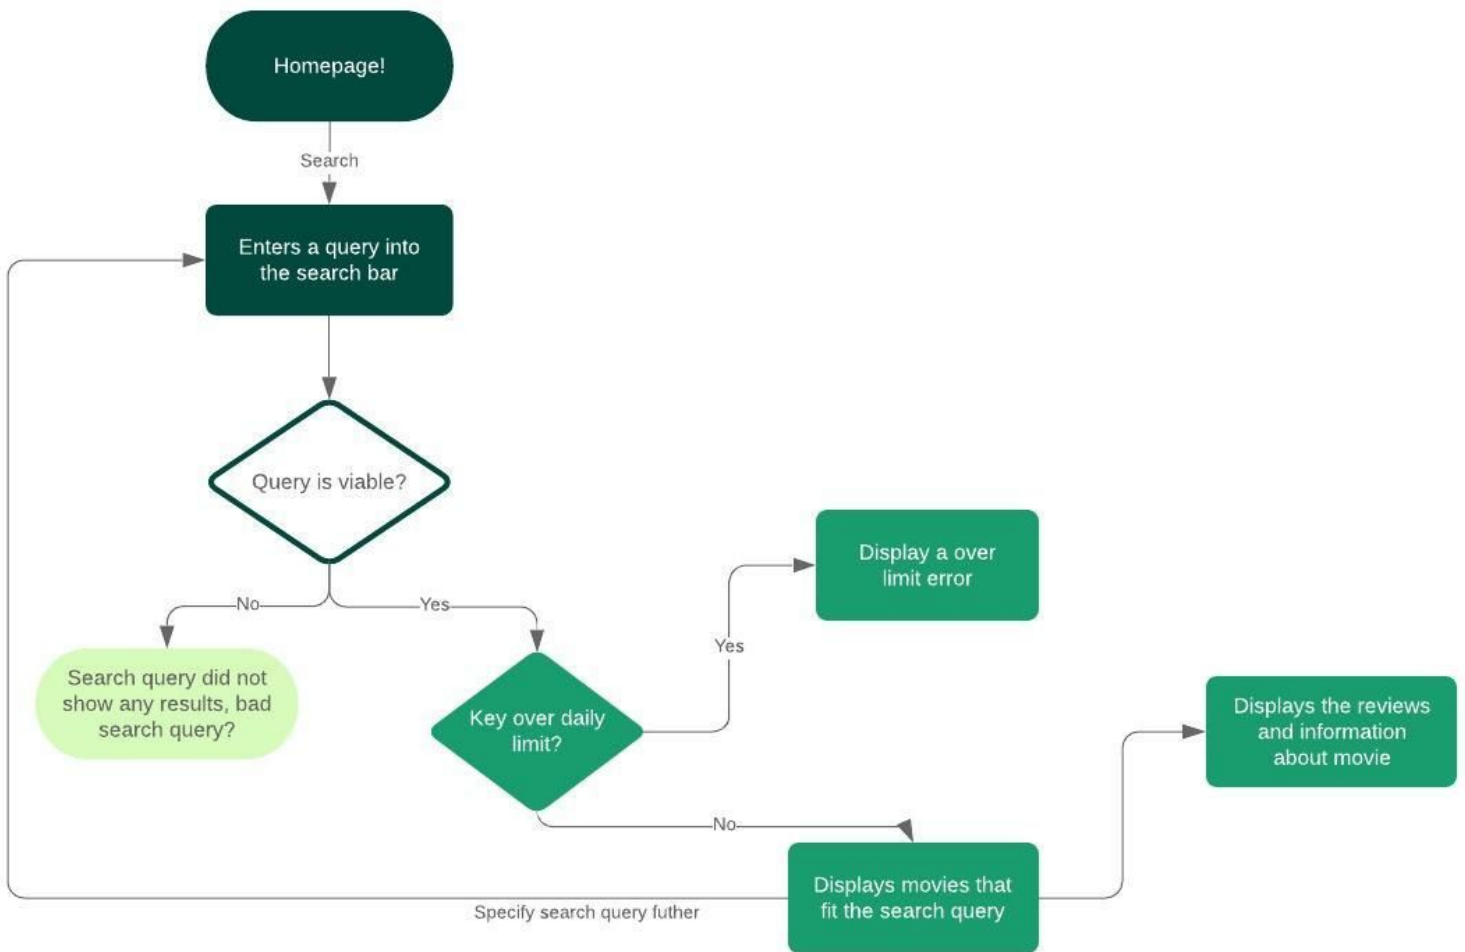 Homepage!
Search
Enters a query into
the search bar
Query is viable?
No
Yes
Search query did not
show any results, bad
search query?
Key over daily
limit?
Yes
Display a over
limit error
No
Displays movies that
fit the search query
Specify search query futher
Displays the reviews
and information
about movie